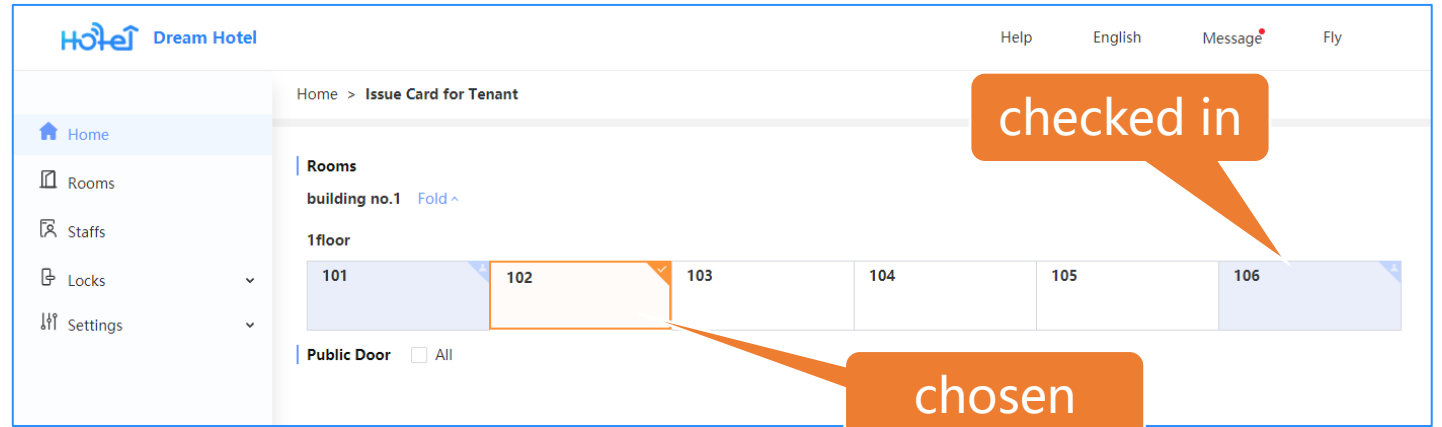 Hotel Dream Hotel Help English Message Fly
Home > Issue Card for Tenant
checked in
Home
Rooms
Staffs
Locks
Settings
Rooms
building no.1 Fold
1floor
101 102 103 104 105 106
Public Door All
chosen